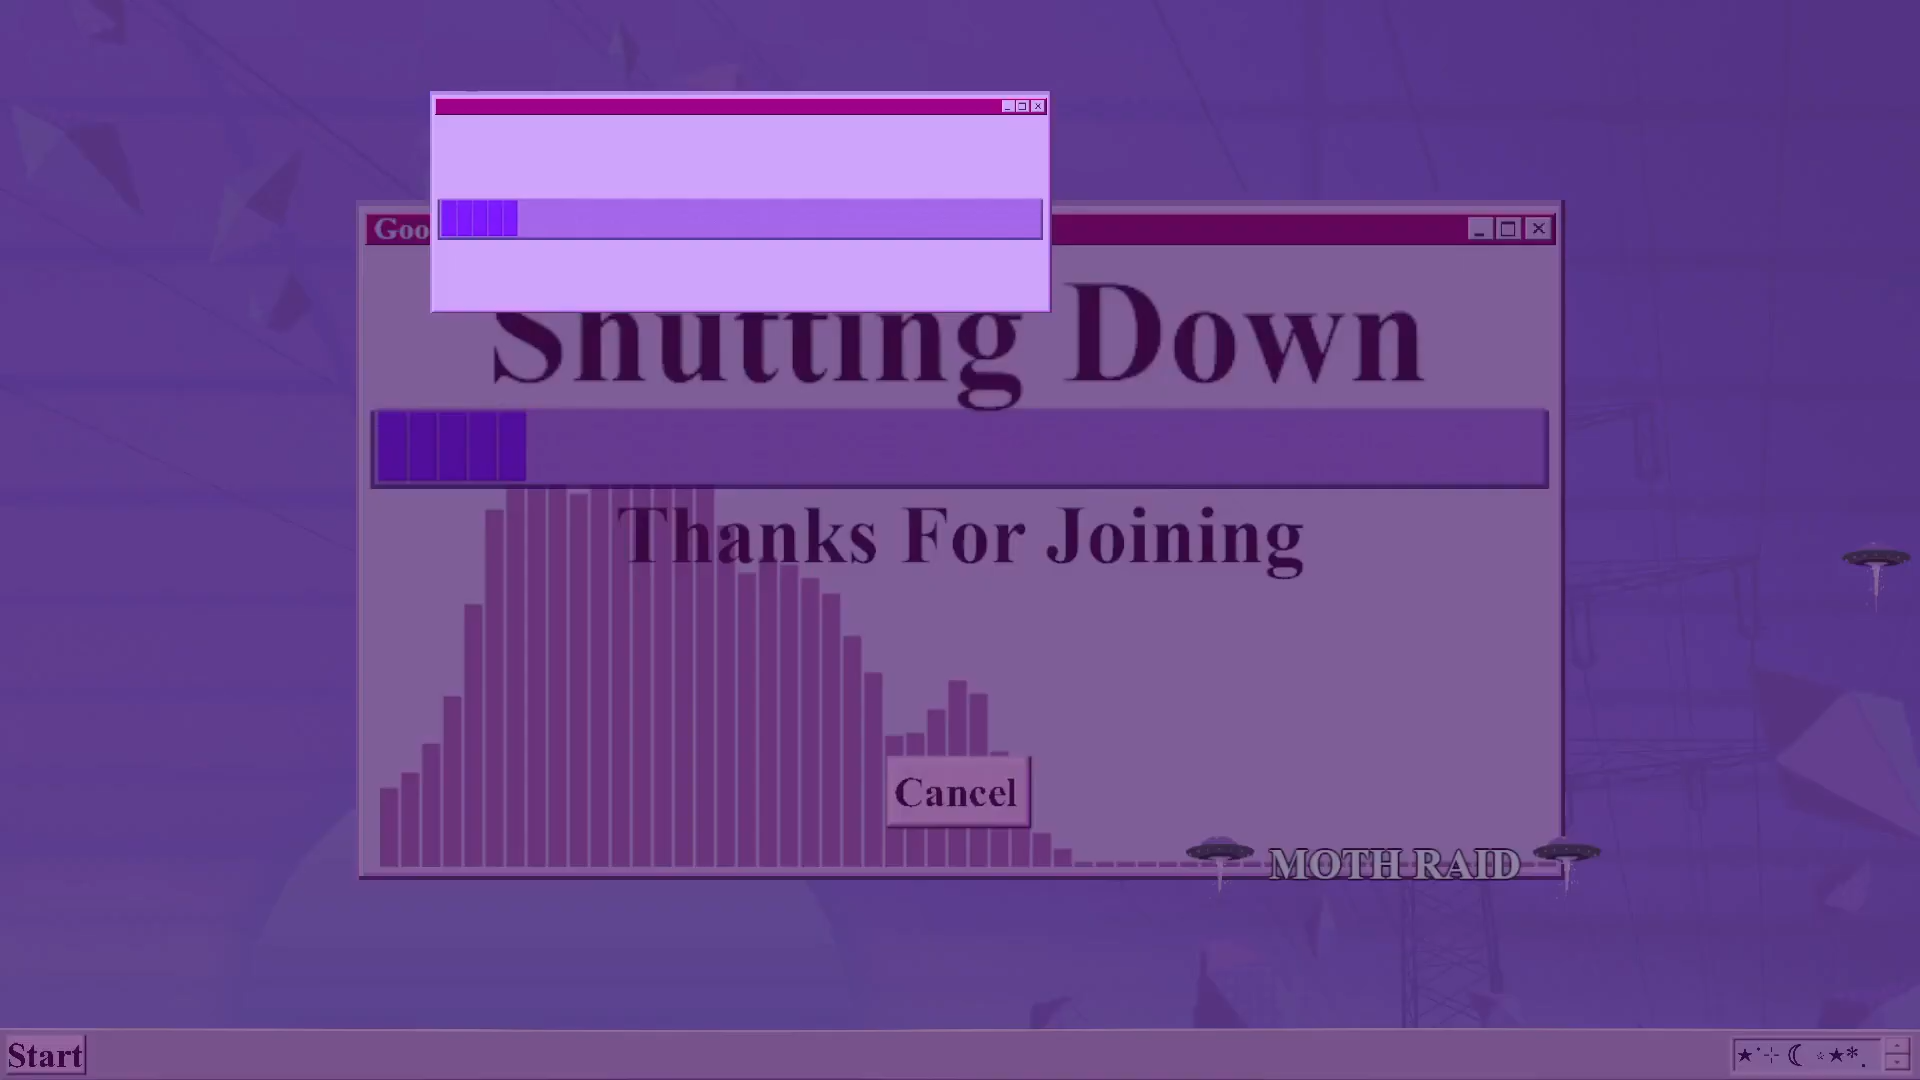 Goo
Shutting Down
Thanks For Joining
Cancel
MOTH RAID
Start